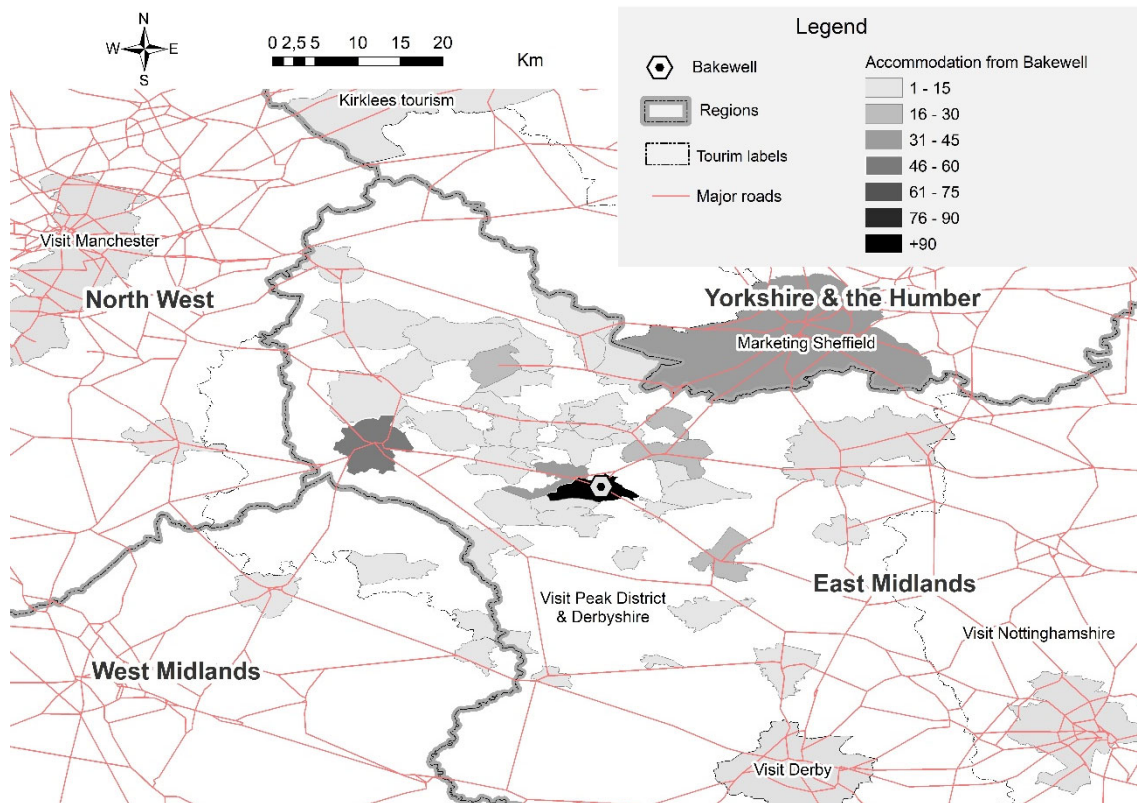 N
W E
S
0 2,5 5 10 15 20
Km
Legend
Bakewell
Regions
Tourim labels
Major roads
Accommodation from Bakewell
1 - 15
16 - 30
31 - 45
46 - 60
61 - 75
76 - 90
+90
Kirklees tourism
Visit Manchester
North West
Yorkshire & the Humber
Marketing Sheffield
East Midlands
Visit Peak District
& Derbyshire
Visit Nottinghamshire
West Midlands
Visit Derby